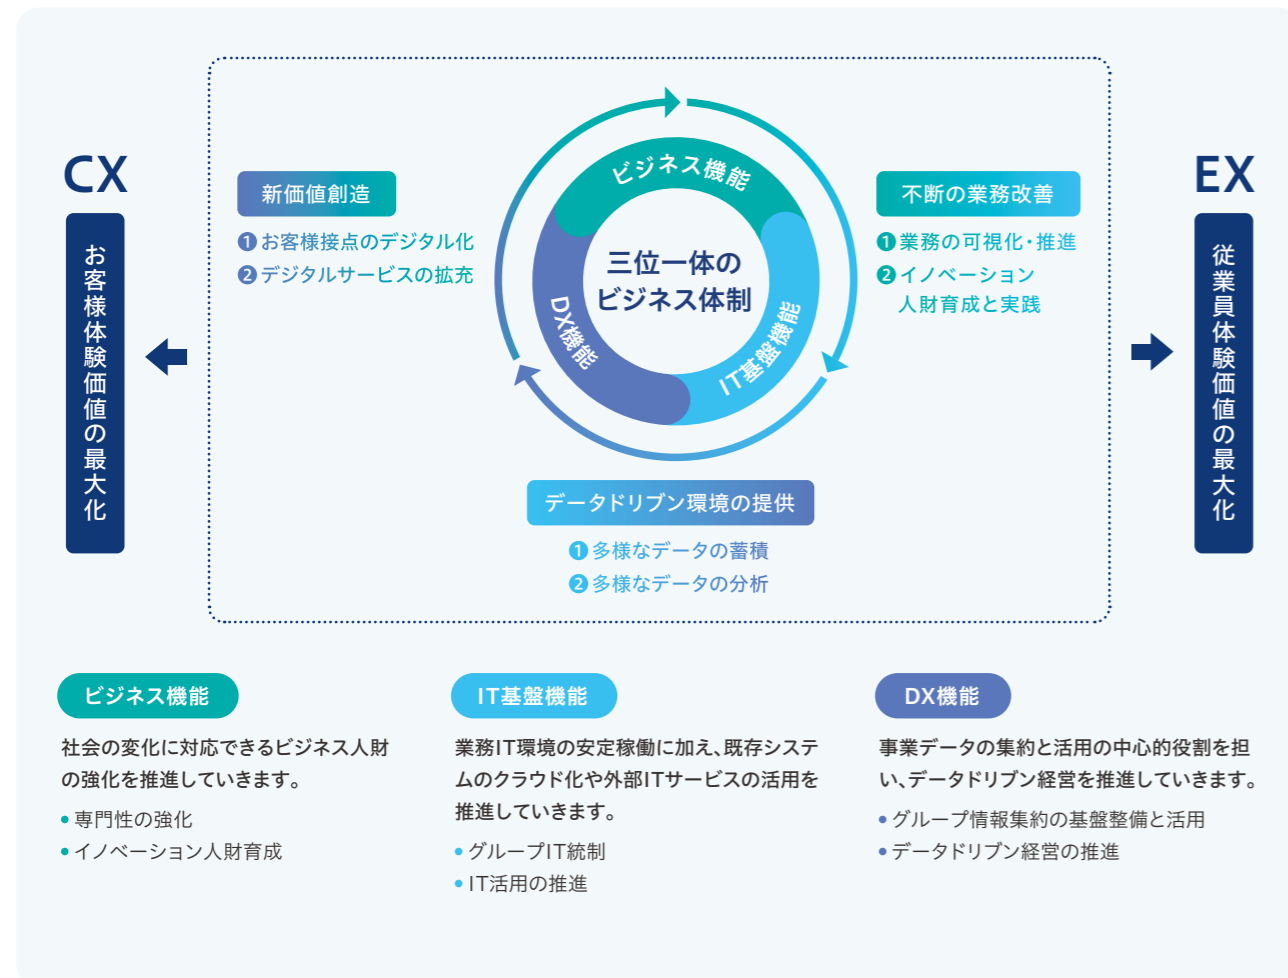 CX
お客様体験価値の最大化
新価値創造
❶お客様接点のデジタル化
❷デジタルサービスの拡充
ビジネス機能
三位一体の
ビジネス体制
DX機能
IT基盤機能
不断の業務改善
❶業務の可視化・推進
❷イノベーション
人財育成と実践
EX
従業員体験価値の最大化
データドリブン環境の提供
❶多様なデータの蓄積
❷多様なデータの分析
ビジネス機能
社会の変化に対応できるビジネス人財
の強化を推進していきます。
• 専門性の強化
• イノベーション人財育成
IT基盤機能
業務IT環境の安定稼働に加え、既存システ
ムのクラウド化や外部ITサービスの活用を
推進していきます。
• グループIT統制
• IT活用の推進
DX機能
事業データの集約と活用の中心的役割を担
い、データドリブン経営を推進していきます。
• グループ情報集約の基盤整備と活用
• データドリブン経営の推進